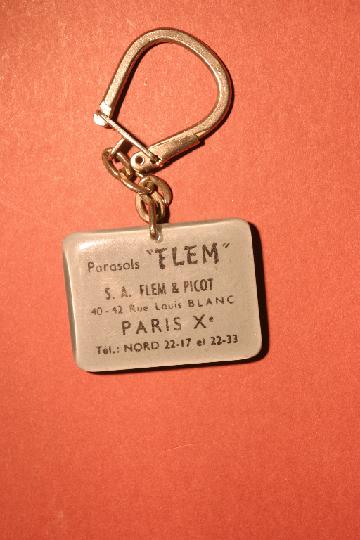 Parasols "FLEM"
S. A. FLEM & PICOT
40-42 Rue Louis BLANC
PARIS Xe
Tél.: NORD 22-17 et 22-33